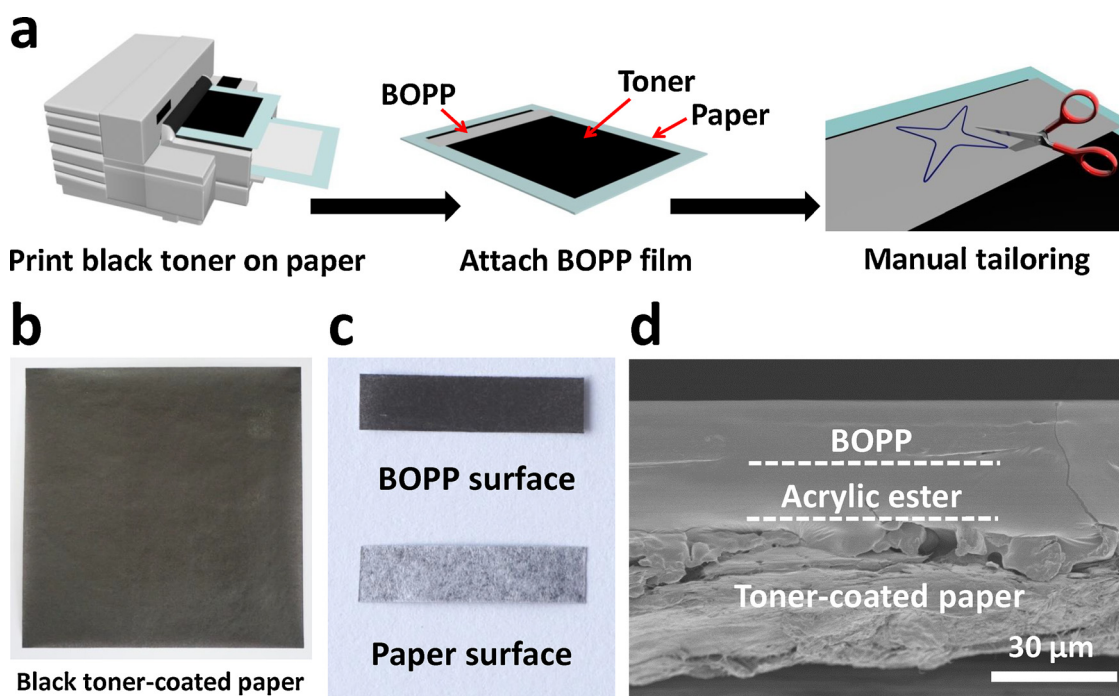 a
BOPP
Toner
Paper
Print black toner on paper
Attach BOPP film
Manual tailoring
b
c
d
Black toner-coated paper
BOPP surface
Paper surface
BOPP
Acrylic ester
Toner-coated paper
30 μm